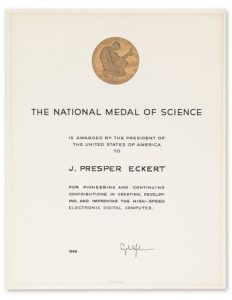 THE NATIONAL MEDAL OF SCIENCE
IS AWARDED BY THE PRESIDENT OF
THE UNITED STATES OF AMERICA
TO
J. PRESPER ECKERT
FOR PIONEERING AND CONTINUING
CONTRIBUTIONS IN CREATING, DEVELOP-
ING, AND IMPROVING THE HIGH-SPEED
ELECTRONIC DIGITAL COMPUTER.
1968